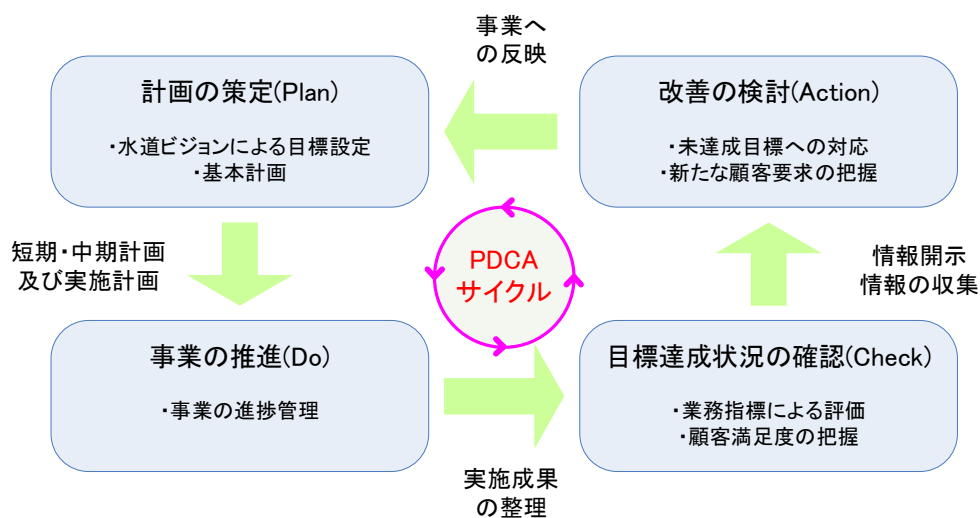 事業へ
の反映
計画の策定(Plan)
・水道ビジョンによる目標設定
・基本計画
改善の検討(Action)
・未達成目標への対応
・新たな顧客要求の把握
短期・中期計画
及び実施計画
PDCA
サイクル
情報開示
情報の収集
事業の推進(Do)
・事業の進捗管理
目標達成状況の確認(Check)
・業務指標による評価
・顧客満足度の把握
実施成果
の整理